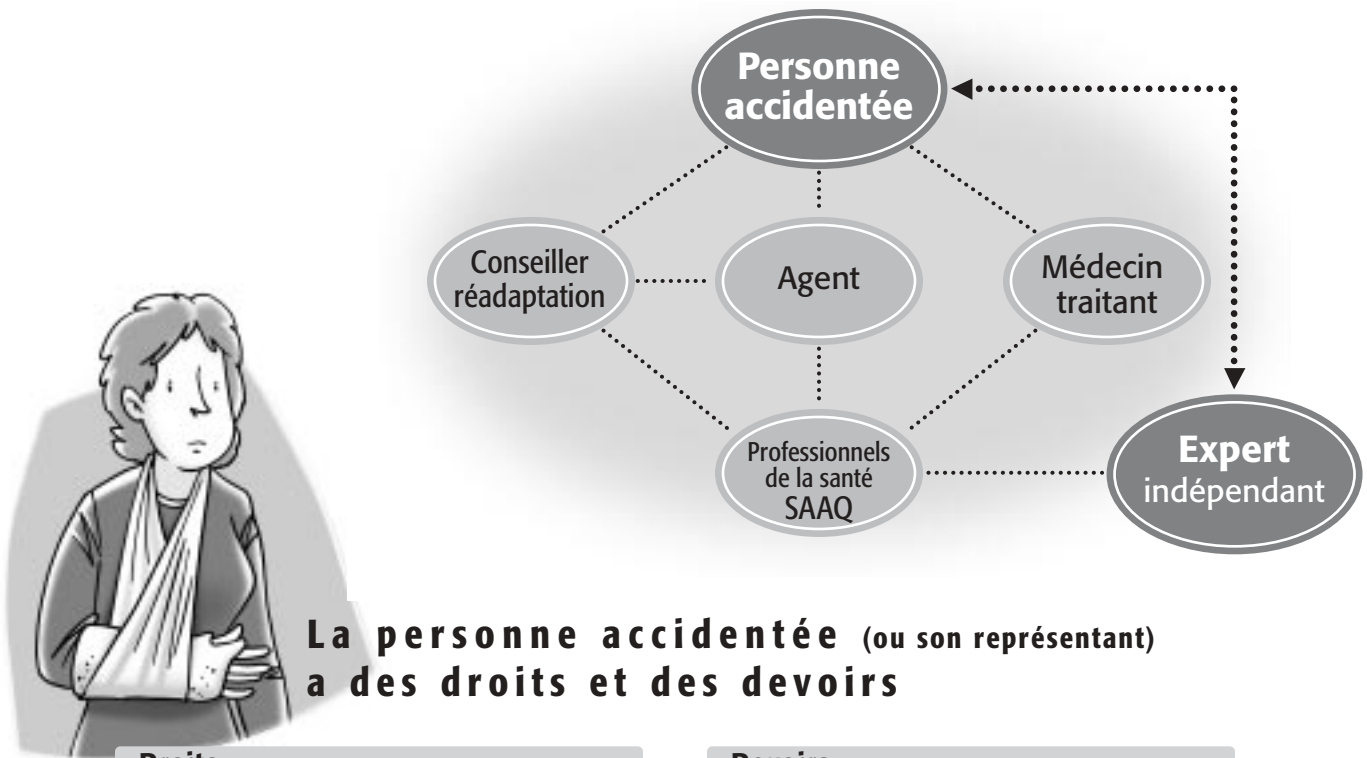 Personne
accidentée
Conseiller
réadaptation
Agent
Médecin
traitant
Professionnels
de la santé
SAAQ
Expert
indépendant
La personne accidentée (ou son représentant)
a des droits et des devoirs